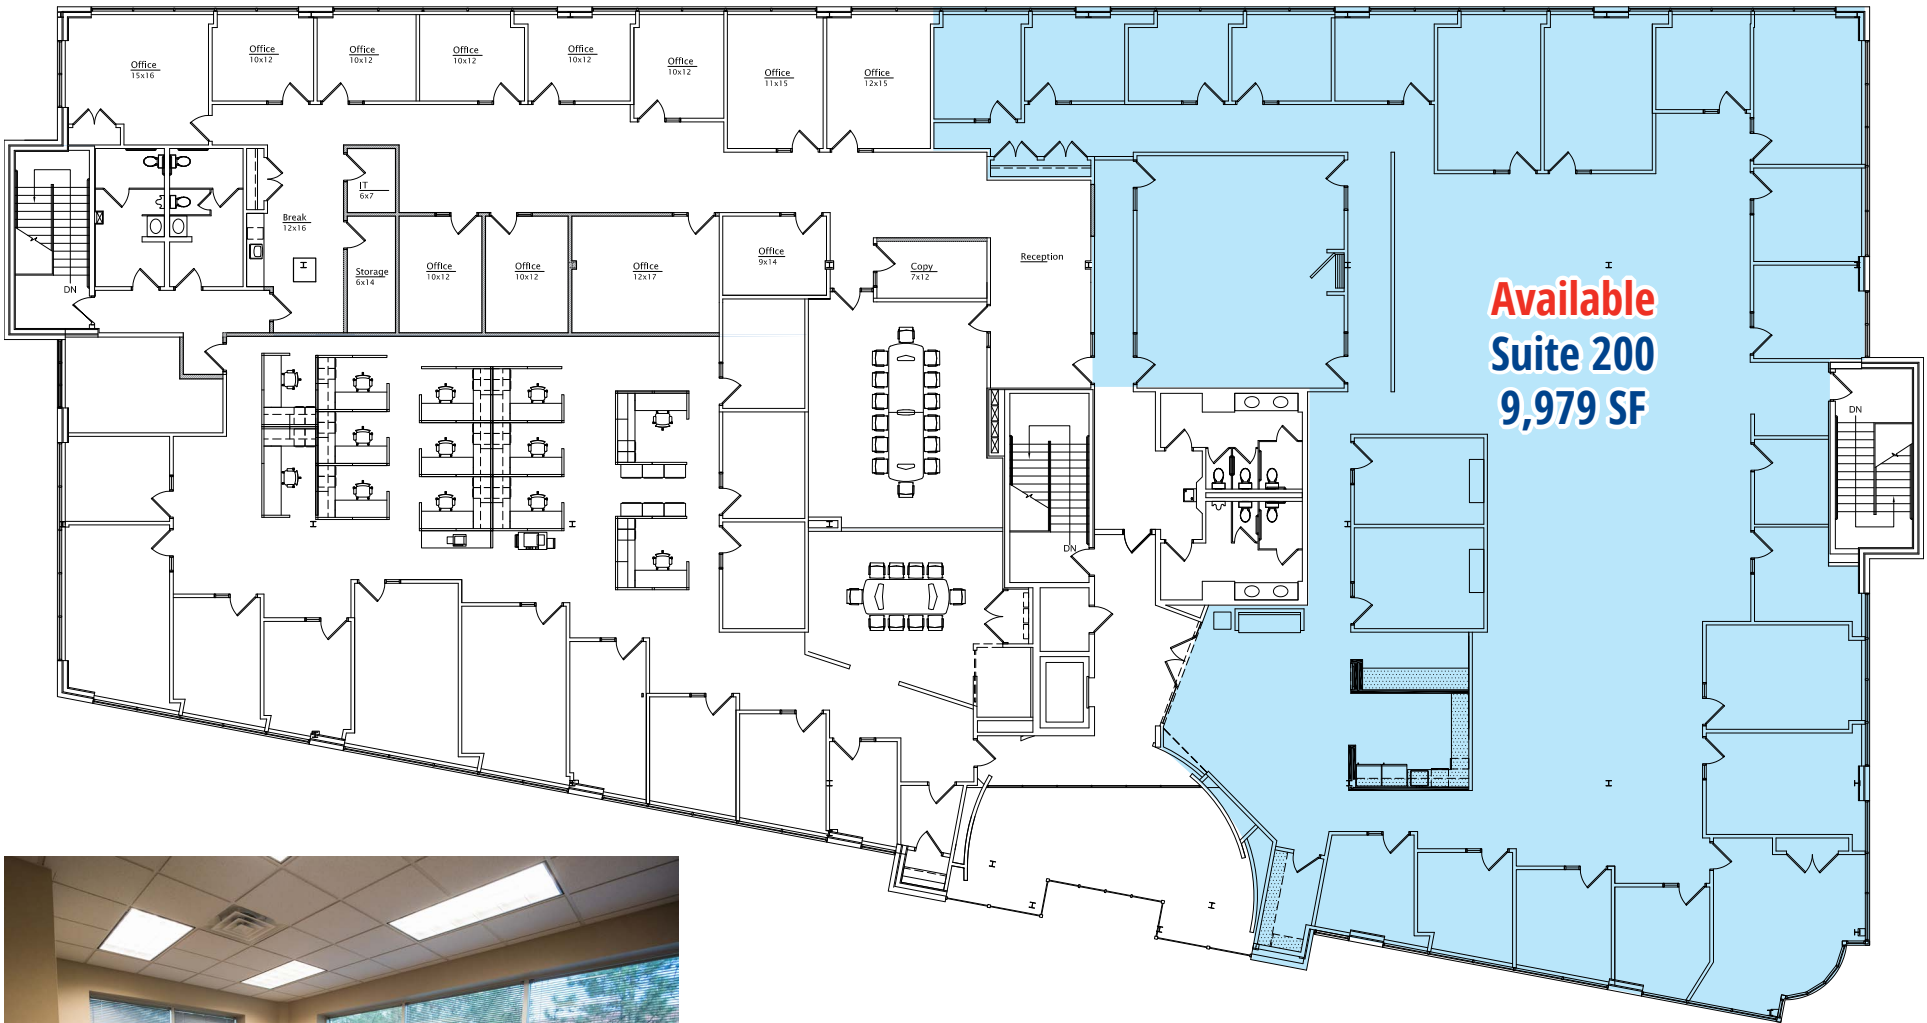 Office
15x16
Office
10x12
Office
10x12
Office
10x12
Office
10x12
Office
10x12
Office
11x15
Office
12x15
IT
6x7
Break
12x16
Storage
6x14
Office
10x12
Office
10x12
Office
12x17
Office
9x14
Copy
7x12
Reception
DN
DN
DN
Available
Suite 200
9,979 SF